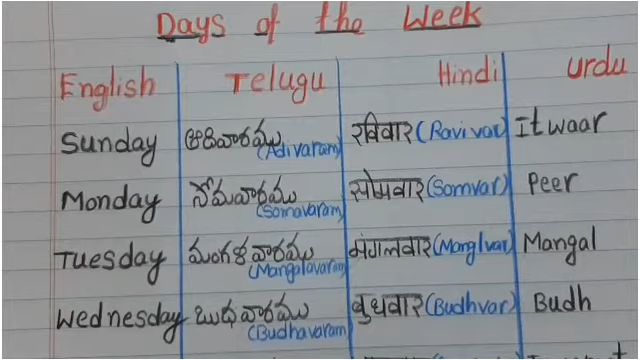 Days of the Week
English Telugu Hindi Urdu
Sunday ఆదివారము (Adivaram) रविवार (Ravivar) Itwaar
Monday సోమవారము (Somavaram) सोमवार (Somvar) Peer
Tuesday మంగళవారము (Mangalavaram) मंगलवार (Manglvar) Mangal
Wednesday బుధవారము (Budhavaram) बुधवार (Budhvar) Budh